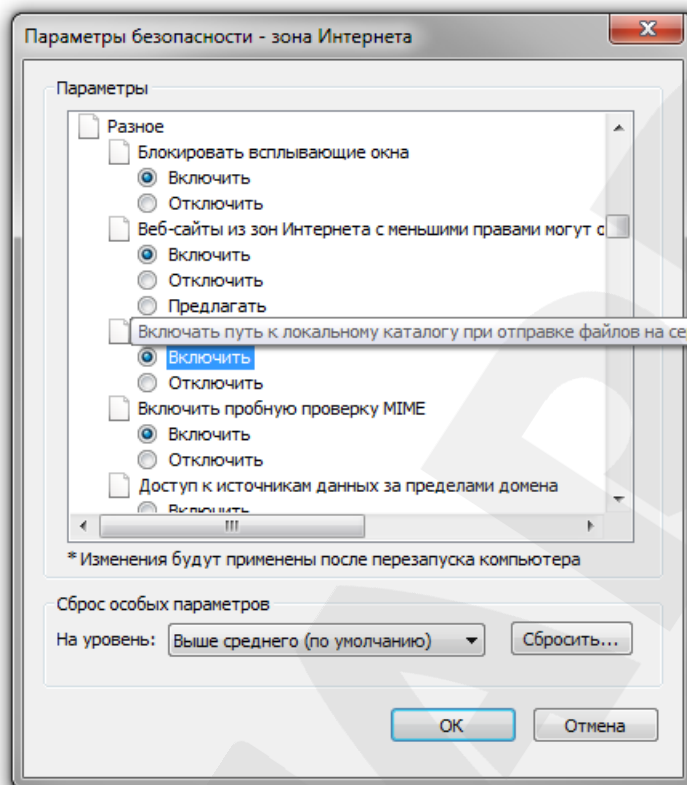 Параметры безопасности - зона Интернета
Параметры
Разное
Блокировать всплывающие окна
Включить
Отключить
Веб-сайты из зон Интернета с меньшими правами могут о
Включить
Отключить
Предлагать
Включать путь к локальному каталогу при отправке файлов на се
Включить
Отключить
Включить пробную проверку MIME
Включить
Отключить
Доступ к источникам данных за пределами домена
Включить
* Изменения будут применены после перезапуска компьютера
Сброс особых параметров
На уровень: Выше среднего (по умолчанию) Сбросить...
ОК Отмена